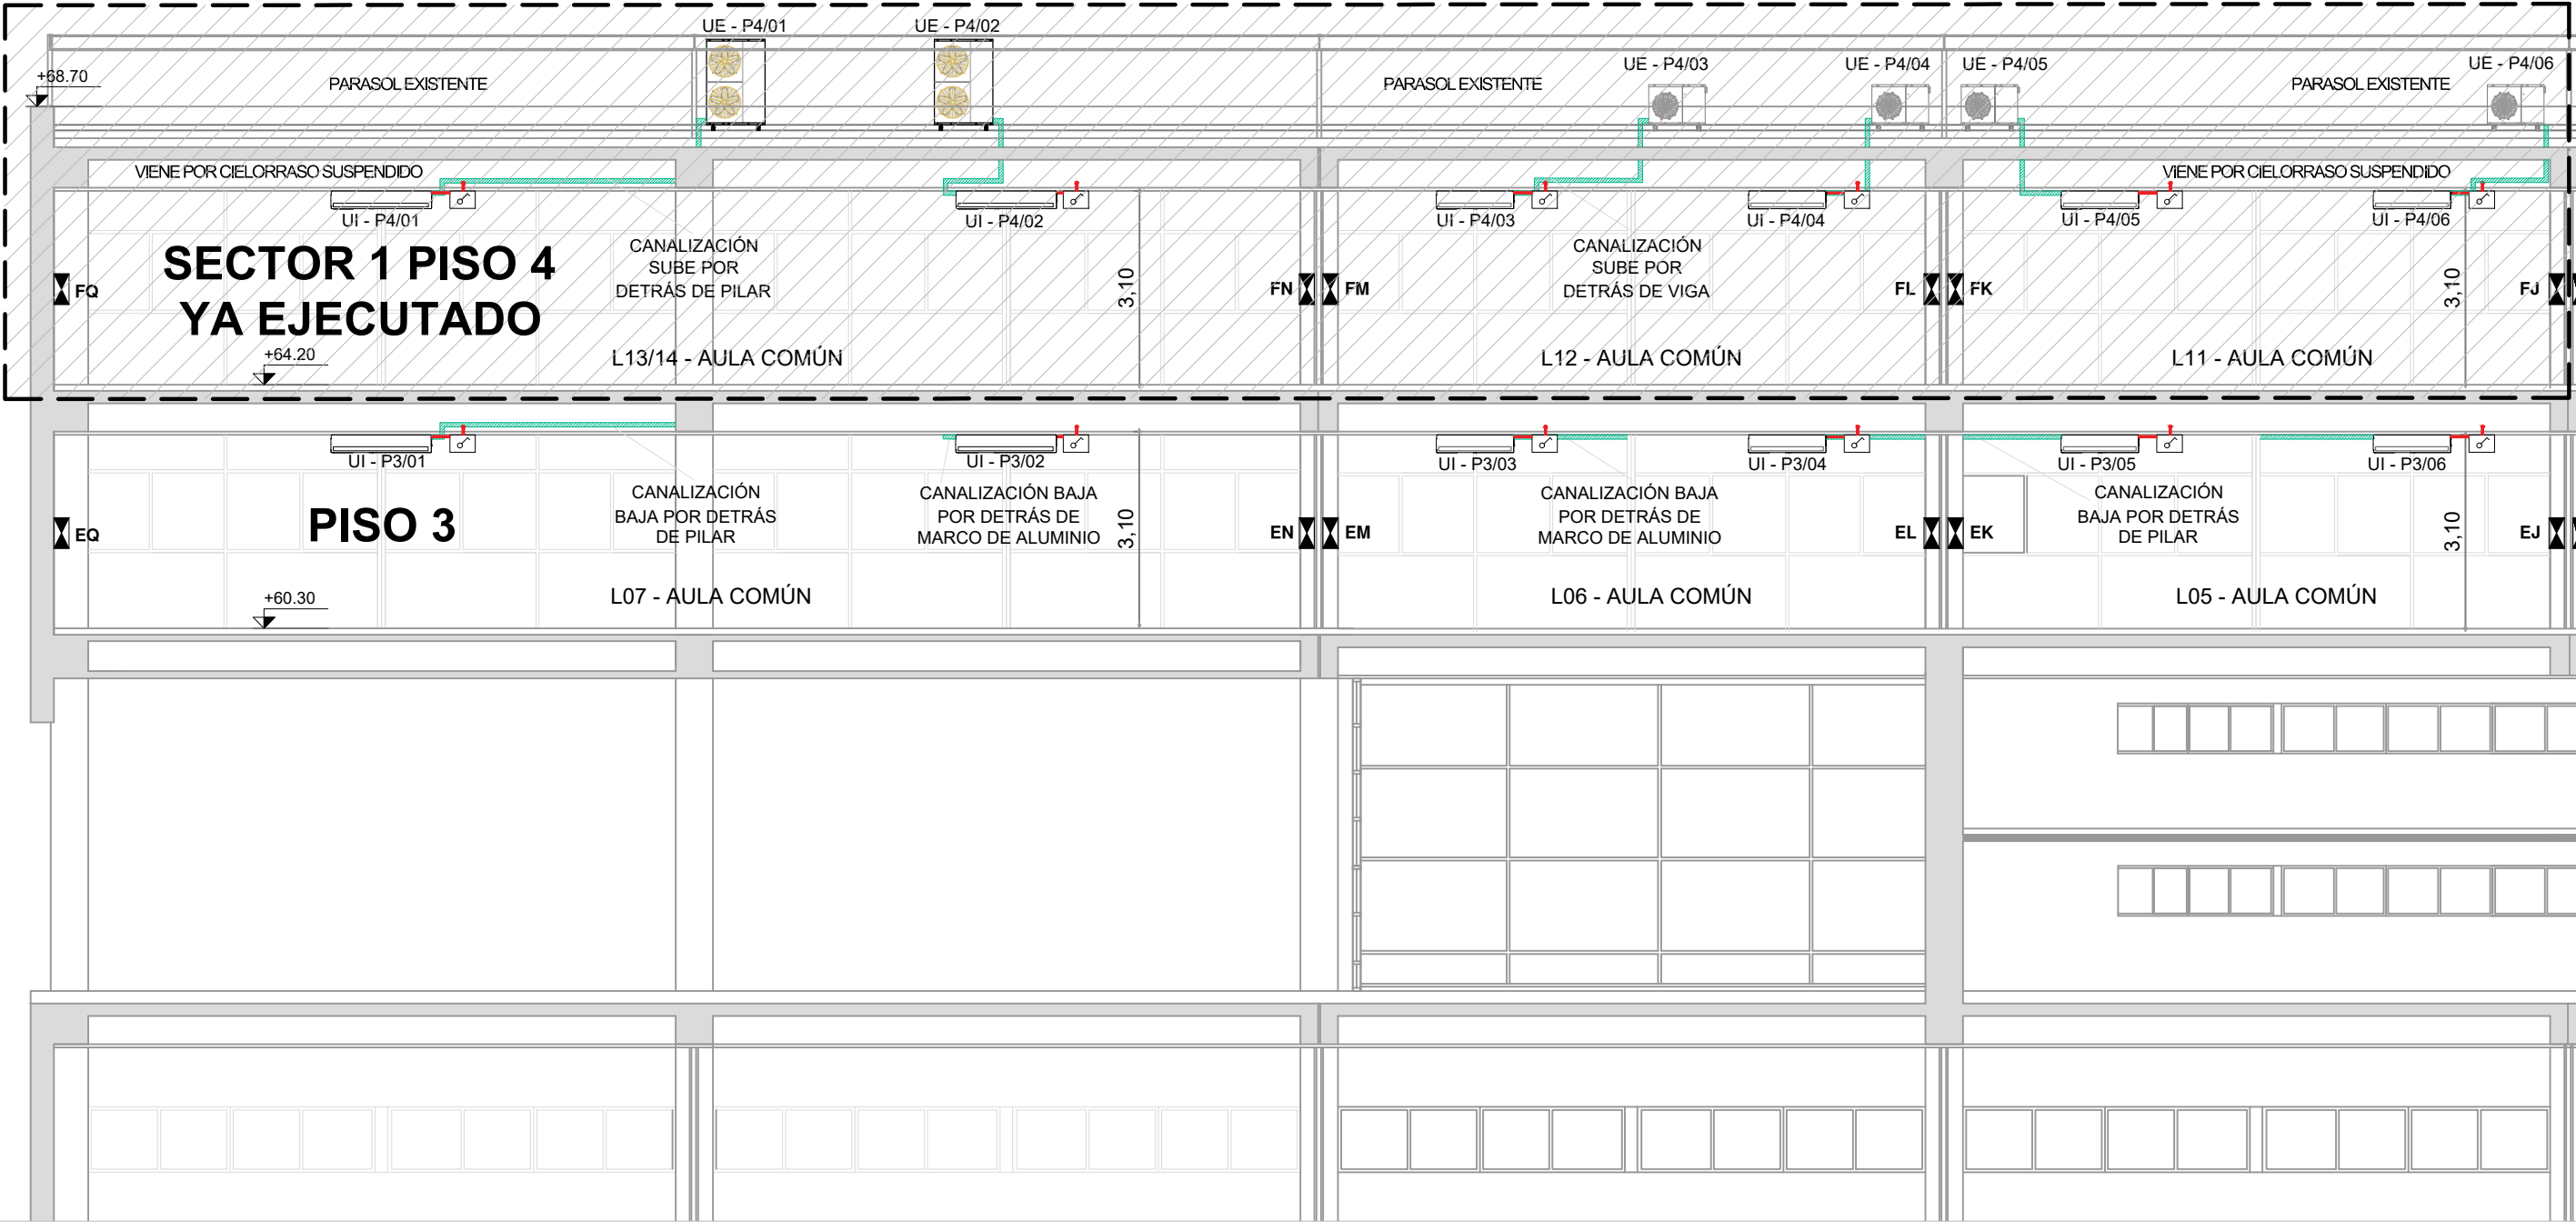 UE - P4/01
UE - P4/02
+68.70
PARASOL EXISTENTE
PARASOL EXISTENTE
UE - P4/03
UE - P4/04
UE - P4/05
PARASOL EXISTENTE
UE - P4/06
VIENE POR CIELORRASO SUSPENDIDO
VIENE POR CIELORRASO SUSPENDIDO
UI - P4/01
UI - P4/02
UI - P4/03
UI - P4/04
UI - P4/05
UI - P4/06
SECTOR 1 PISO 4
YA EJECUTADO
CANALIZACIÓN
SUBE POR
DETRÁS DE PILAR
CANALIZACIÓN
SUBE POR
DETRÁS DE VIGA
3,10
3,10
FQ
FN
FM
FL
FK
FJ
+64.20
L13/14 - AULA COMÚN
L12 - AULA COMÚN
L11 - AULA COMÚN
UI - P3/01
UI - P3/02
UI - P3/03
UI - P3/04
UI - P3/05
UI - P3/06
PISO 3
CANALIZACIÓN
BAJA POR DETRÁS
DE PILAR
CANALIZACIÓN BAJA
POR DETRÁS DE
MARCO DE ALUMINIO
CANALIZACIÓN BAJA
POR DETRÁS DE
MARCO DE ALUMINIO
CANALIZACIÓN
BAJA POR DETRÁS
DE PILAR
3,10
3,10
EQ
EN
EM
EL
EK
EJ
+60.30
L07 - AULA COMÚN
L06 - AULA COMÚN
L05 - AULA COMÚN